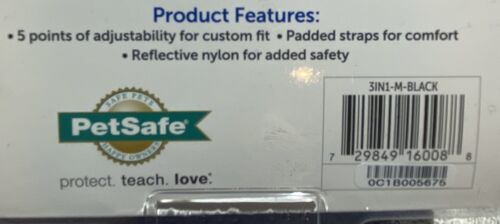 Product Features:
• 5 points of adjustability for custom fit • Padded straps for comfort
• Reflective nylon for added safety
3IN1-M-BLACK
SAFE PETS
PetSafe®
HAPPY OWNERS
7 29849 16008 8
protect. teach. love.®
0C1B005675